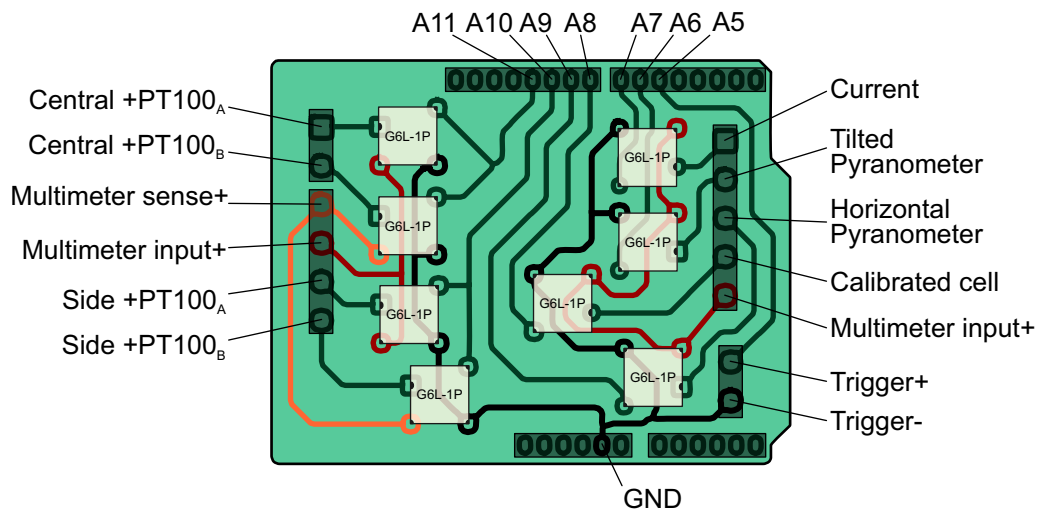 A11 A10 A9 A8 A7 A6 A5
Central +PT100A
Central +PT100B
Multimeter sense+
Multimeter input+
Side +PT100A
Side +PT100B
G6L-1P
G6L-1P
G6L-1P
G6L-1P
G6L-1P
G6L-1P
G6L-1P
G6L-1P
Current
Tilted
Pyranometer
Horizontal
Pyranometer
Calibrated cell
Multimeter input+
Trigger+
Trigger-
GND